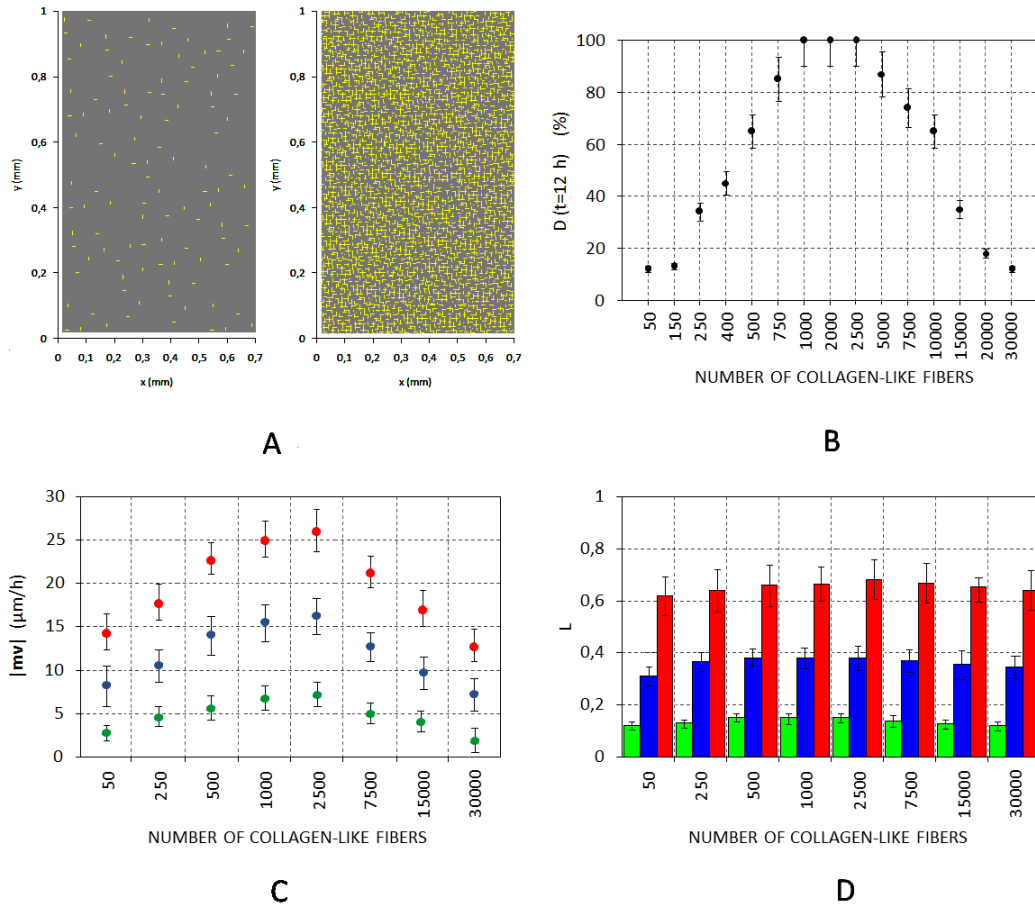 1
0,8
0,6
0,4
0,2
0
y (mm)
0 0,1 0,2 0,3 0,4 0,5 0,6 0,7
x (mm)
1
0,8
0,6
0,4
0,2
0
y (mm)
0 0,1 0,2 0,3 0,4 0,5 0,6 0,7
x (mm)
A
100
80
60
40
20
0
D (t=12 h) (%)
50 150 250 400 500 750 1000 2000 2500 5000 7500 10000 15000 20000 30000
NUMBER OF COLLAGEN-LIKE FIBERS
B
30
25
20
15
10
5
0
|mv| (μm/h)
50 250 500 1000 2500 7500 15000 30000
NUMBER OF COLLAGEN-LIKE FIBERS
C
1
0,8
0,6
0,4
0,2
0
L
50 250 500 1000 2500 7500 15000 30000
NUMBER OF COLLAGEN-LIKE FIBERS
D